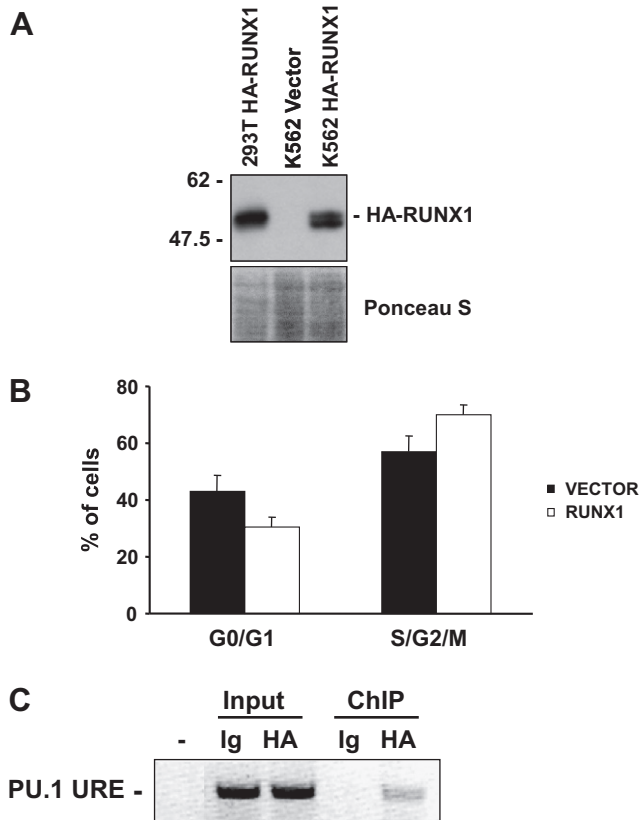 A
293T HA-RUNX1
K562 Vector
K562 HA-RUNX1
62 -
- HA-RUNX1
47.5 -
Ponceau S
B
80
60
40
20
0
% of cells
G0/G1
S/G2/M
VECTOR
RUNX1
C
Input
ChIP
- Ig HA Ig HA
PU.1 URE -